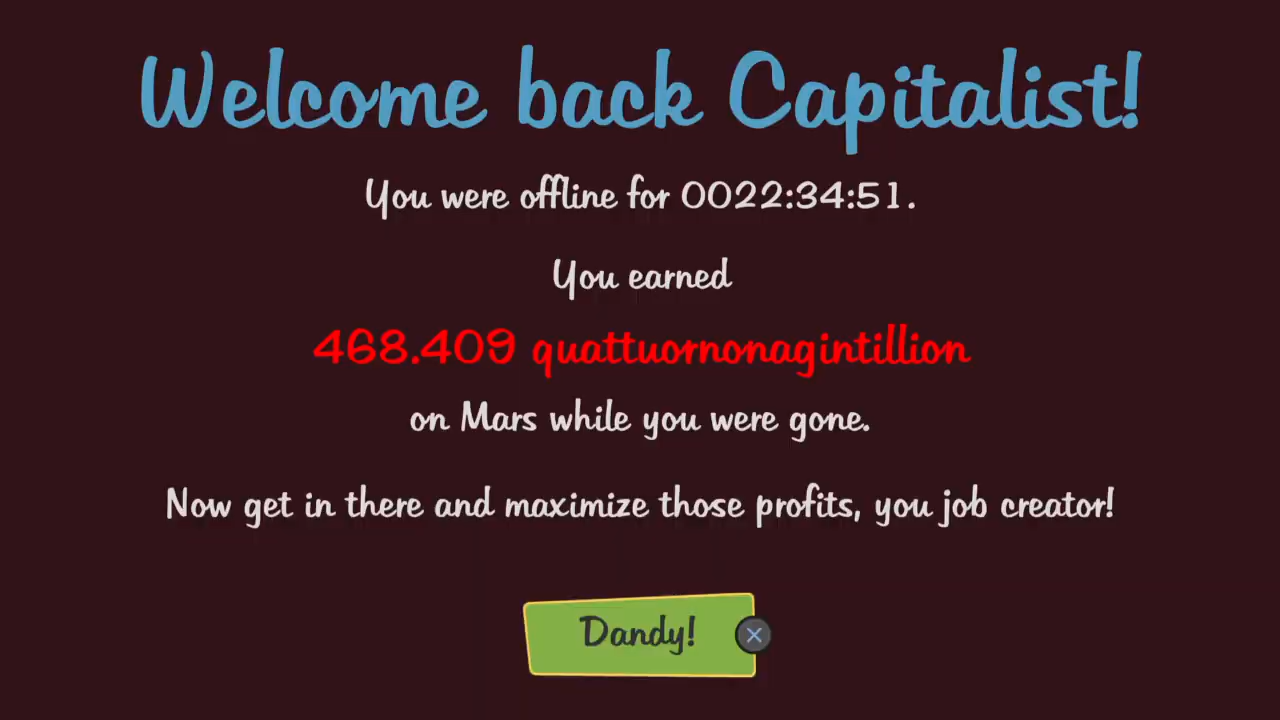 Welcome back Capitalist!
You were offline for 0022:34:51.
You earned
468.409 quattuornonagintillion
on Mars while you were gone.
Now get in there and maximize those profits, you job creator!
Dandy!